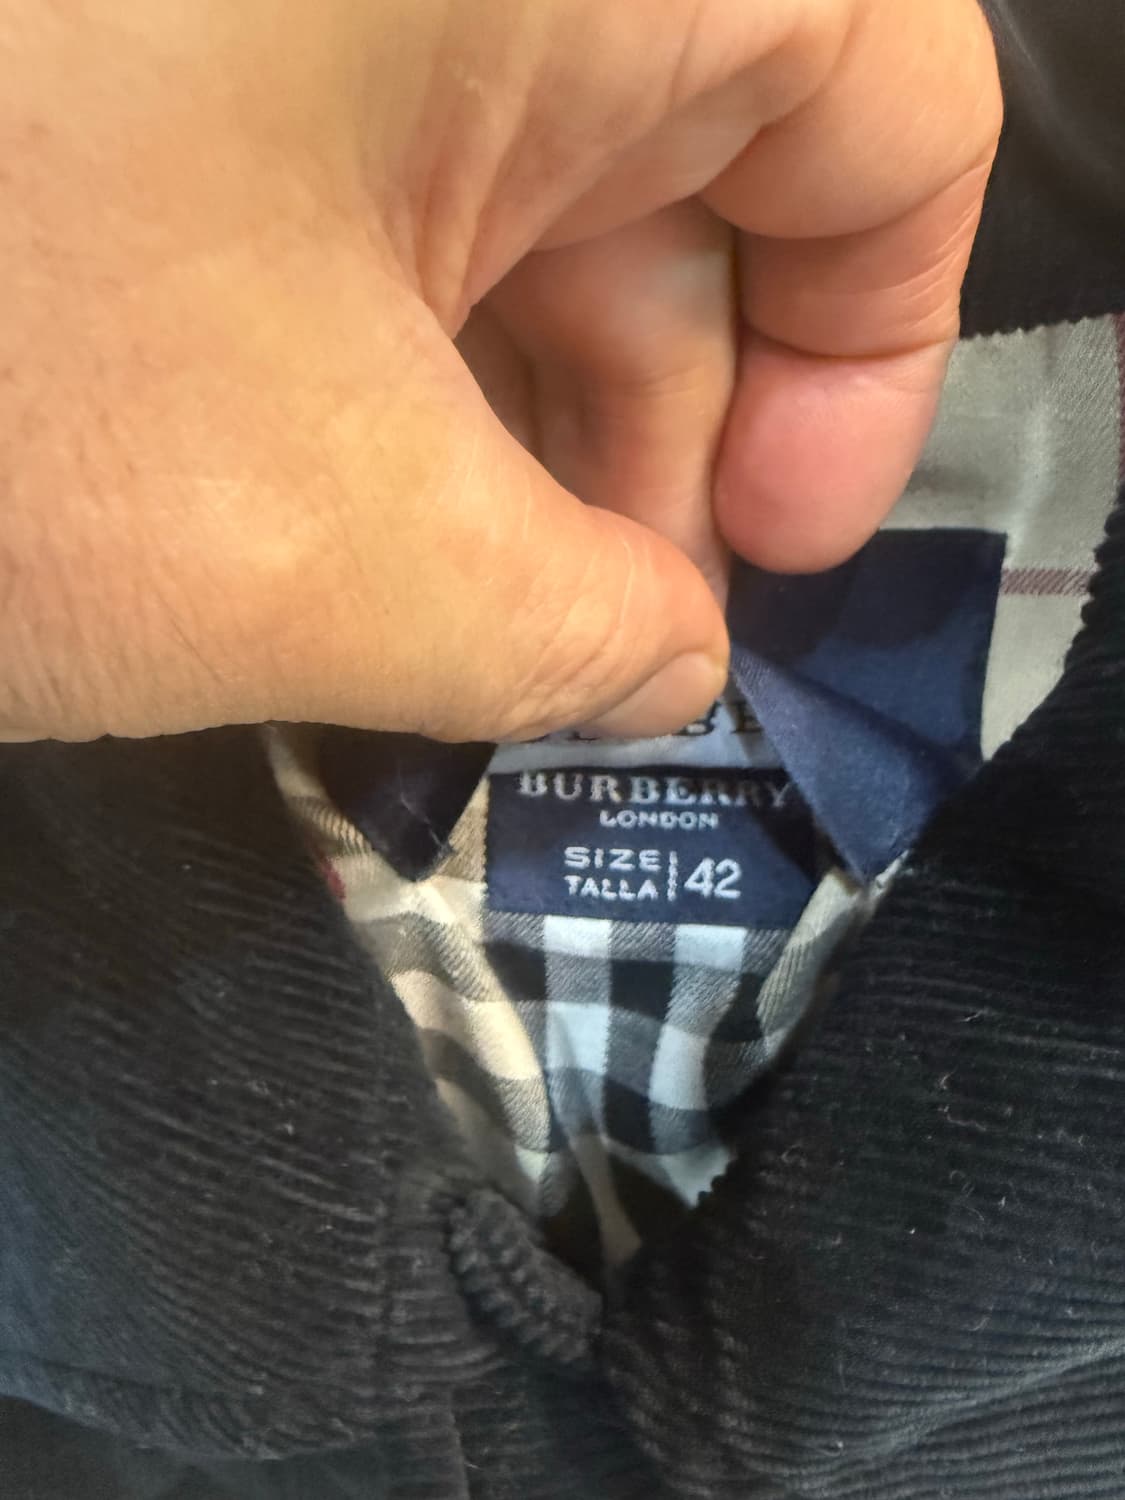 BURBERRY
LONDON
SIZE
TALLA
42